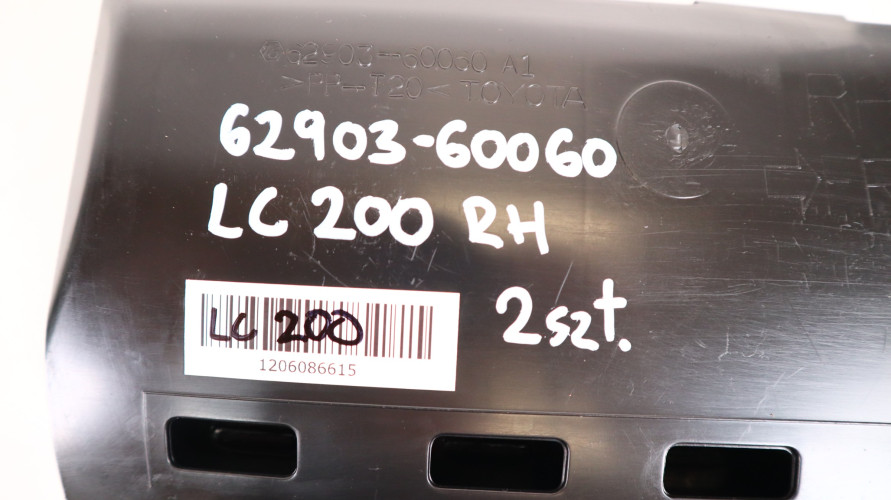 62903-60060 A1
>PP-T20< TOYOTA
62903-60060
LC 200 RH
2szt.
LC 200
1206086615